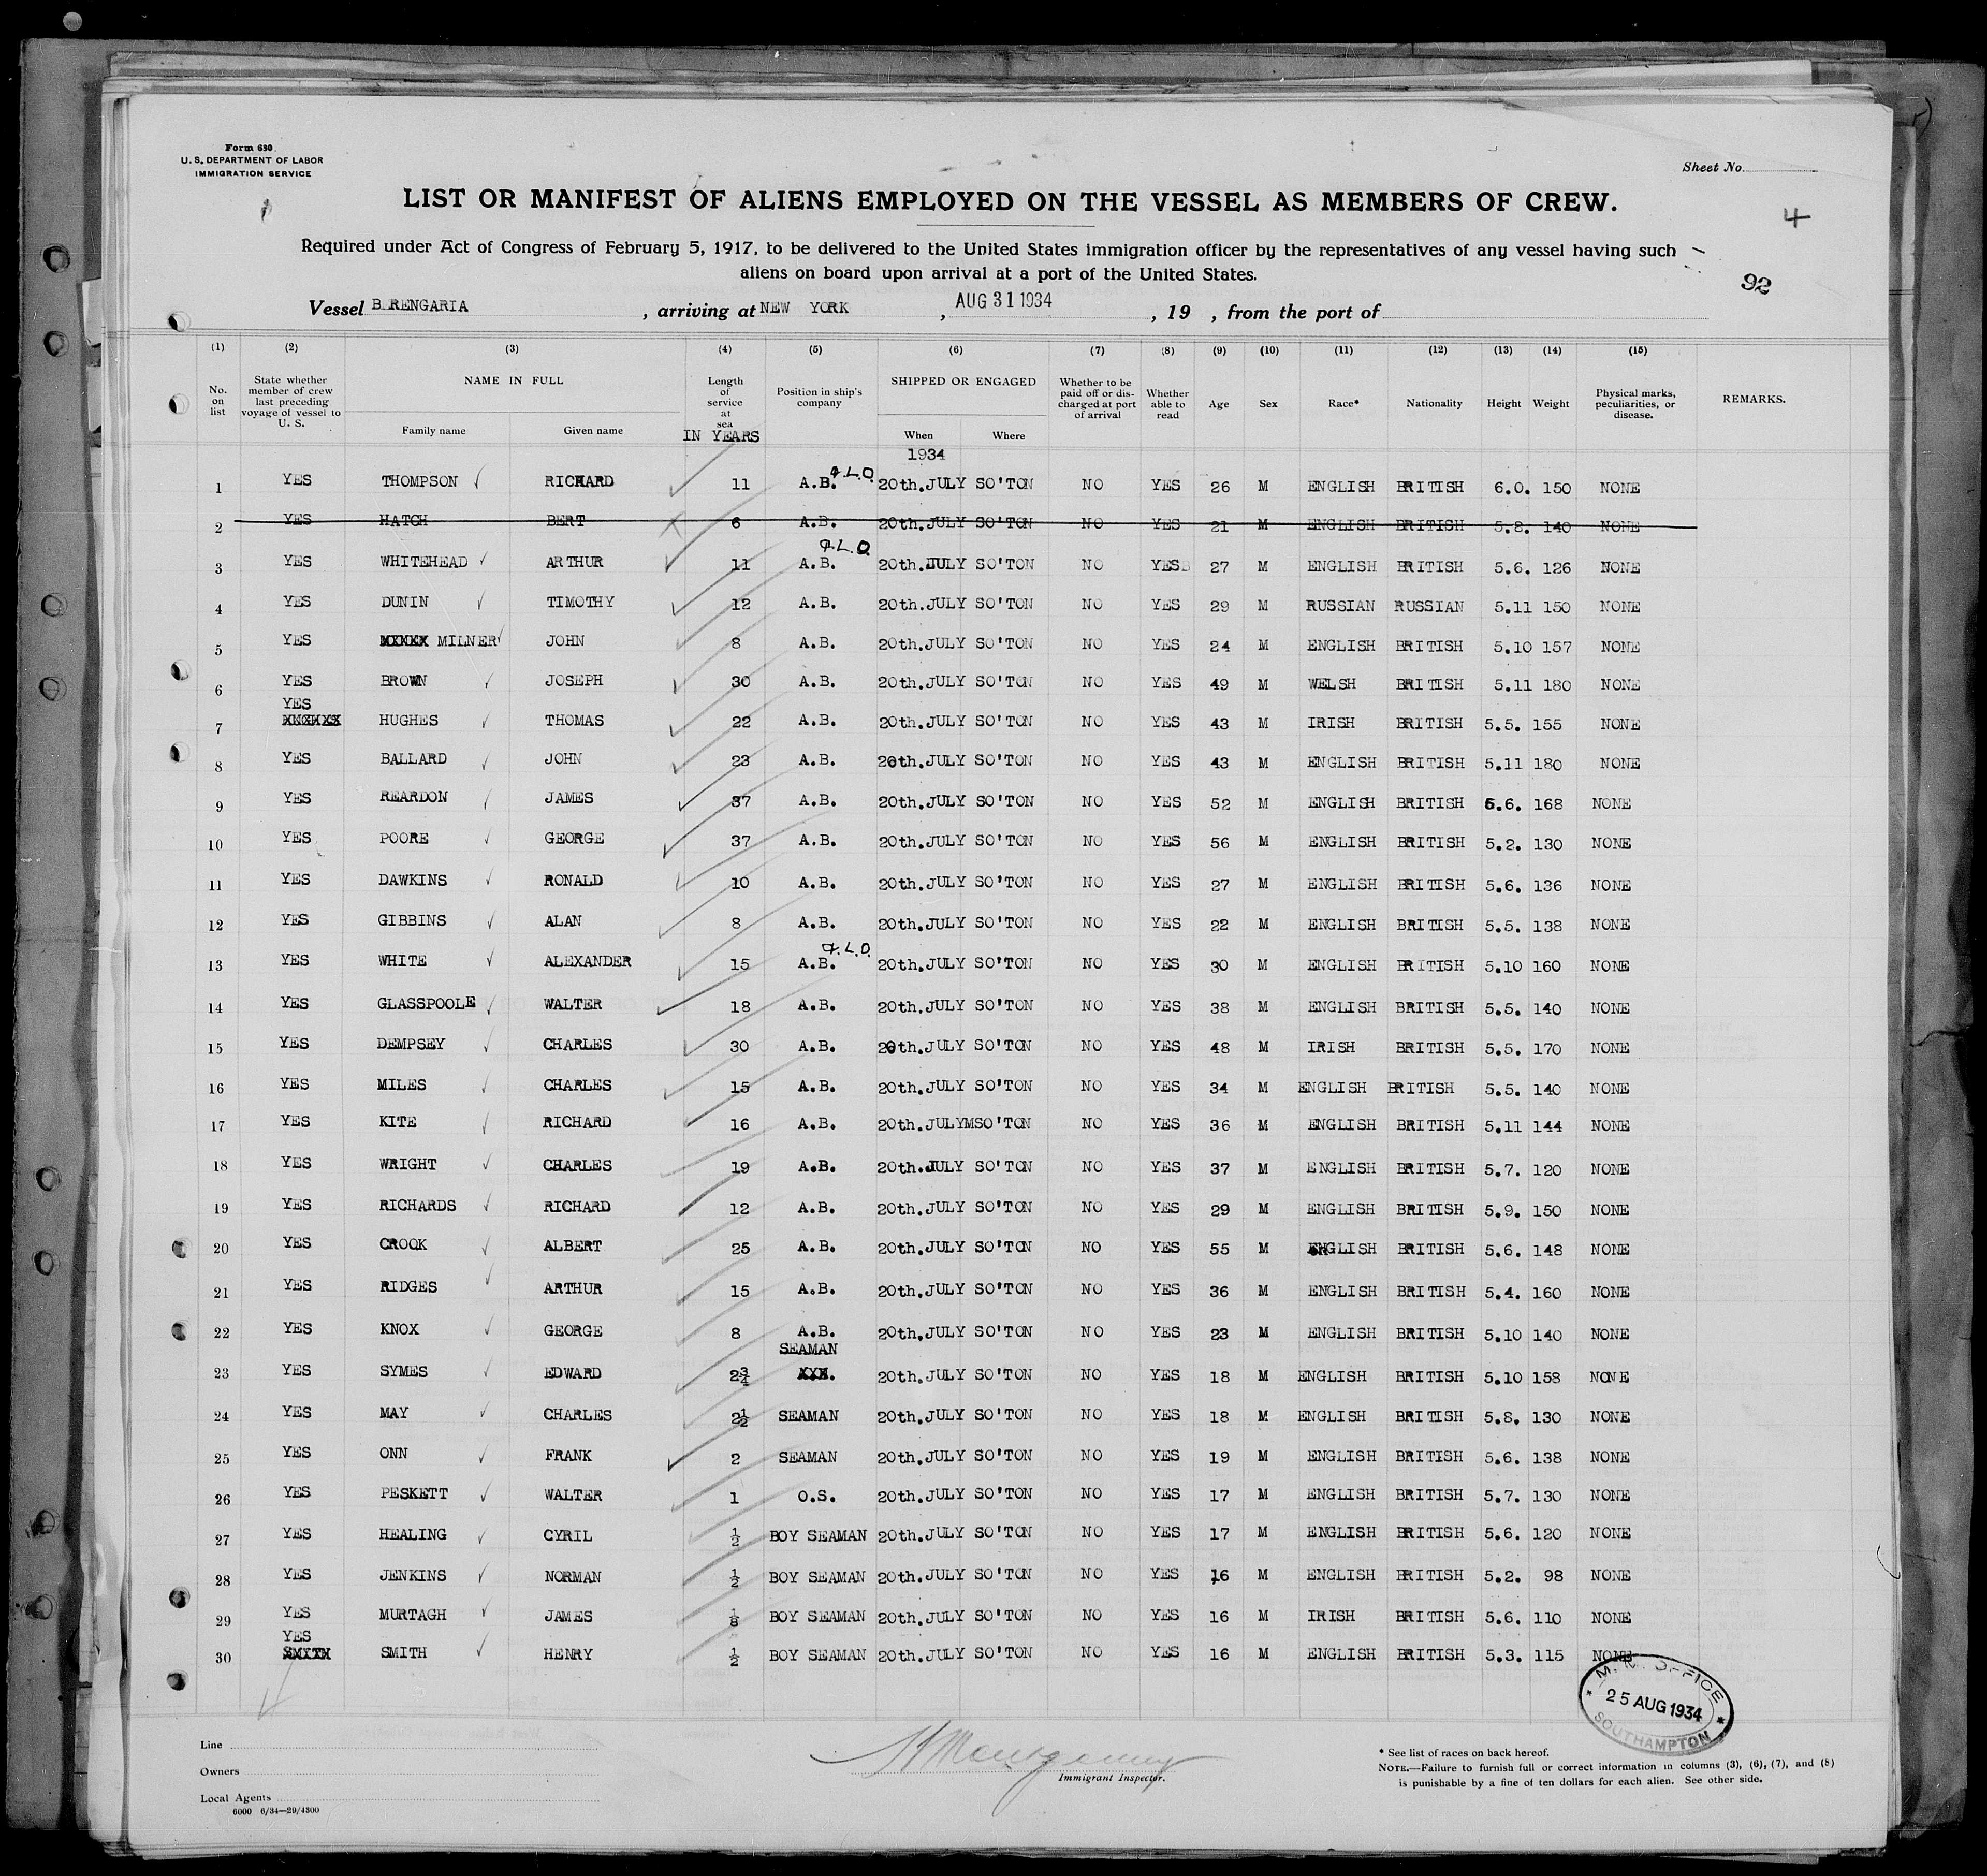 Form 630
U. S. DEPARTMENT OF LABOR
IMMIGRATION SERVICE
Sheet No.
LIST OR MANIFEST OF ALIENS EMPLOYED ON THE VESSEL AS MEMBERS OF CREW.
4
Required under Act of Congress of February 5, 1917, to be delivered to the United States immigration officer by the representatives of any vessel having such
aliens on board upon arrival at a port of the United States.
92
Vessel B RENGARIA , arriving at NEW YORK , AUG 31 1934 , 19 , from the port of
(1) (2) (3) (4) (5) (6) (7) (8) (9) (10) (11) (12) (13) (14) (15)
No. on list State whether member of crew last preceding voyage of vessel to U. S. NAME IN FULL Family name Given name Length of service at sea IN YEARS Position in ship's company SHIPPED OR ENGAGED When Where Whether to be paid off or discharged at port of arrival Whether able to read Age Sex Race* Nationality Height Weight Physical marks, peculiarities, or disease. REMARKS.
1934
1 YES THOMPSON RICHARD 11 A.B. 20th.JULY SO'TON NO YES 26 M ENGLISH BRITISH 6.0. 150 NONE
2 YES HATCH BERT 6 A.B. 20th.JULY SO'TON NO YES 21 M ENGLISH BRITISH 5.8. 140 NONE
3 YES WHITEHEAD ARTHUR 11 A.B. 20th.JULY SO'TON NO YES 27 M ENGLISH BRITISH 5.6. 126 NONE
4 YES DUNIN TIMOTHY 12 A.B. 20th.JULY SO'TON NO YES 29 M RUSSIAN RUSSIAN 5.11 150 NONE
5 YES MILNER JOHN 8 A.B. 20th.JULY SO'TON NO YES 24 M ENGLISH BRITISH 5.10 157 NONE
6 YES BROWN JOSEPH 30 A.B. 20th.JULY SO'TON NO YES 49 M WELSH BRITISH 5.11 180 NONE
7 YES HUGHES THOMAS 22 A.B. 20th.JULY SO'TON NO YES 43 M IRISH BRITISH 5.5. 155 NONE
8 YES BALLARD JOHN 23 A.B. 20th.JULY SO'TON NO YES 43 M ENGLISH BRITISH 5.11 180 NONE
9 YES REARDON JAMES 37 A.B. 20th.JULY SO'TON NO YES 52 M ENGLISH BRITISH 5.6. 168 NONE
10 YES POORE GEORGE 37 A.B. 20th.JULY SO'TON NO YES 56 M ENGLISH BRITISH 5.2. 130 NONE
11 YES DAWKINS RONALD 10 A.B. 20th.JULY SO'TON NO YES 27 M ENGLISH BRITISH 5.6. 136 NONE
12 YES GIBBINS ALAN 8 A.B. 20th.JULY SO'TON NO YES 22 M ENGLISH BRITISH 5.5. 138 NONE
13 YES WHITE ALEXANDER 15 A.B. 20th.JULY SO'TON NO YES 30 M ENGLISH BRITISH 5.10 160 NONE
14 YES GLASSPOOLE WALTER 18 A.B. 20th.JULY SO'TON NO YES 38 M ENGLISH BRITISH 5.5. 140 NONE
15 YES DEMPSEY CHARLES 30 A.B. 20th.JULY SO'TON NO YES 48 M IRISH BRITISH 5.5. 170 NONE
16 YES MILES CHARLES 15 A.B. 20th.JULY SO'TON NO YES 34 M ENGLISH BRITISH 5.5. 140 NONE
17 YES KITE RICHARD 16 A.B. 20th.JULYMSO'TON NO YES 36 M ENGLISH BRITISH 5.11 144 NONE
18 YES WRIGHT CHARLES 19 A.B. 20th.JULY SO'TON NO YES 37 M ENGLISH BRITISH 5.7. 120 NONE
19 YES RICHARDS RICHARD 12 A.B. 20th.JULY SO'TON NO YES 29 M ENGLISH BRITISH 5.9. 150 NONE
20 YES CROOK ALBERT 25 A.B. 20th.JULY SO'TON NO YES 55 M ENGLISH BRITISH 5.6. 148 NONE
21 YES RIDGES ARTHUR 15 A.B. 20th.JULY SO'TON NO YES 36 M ENGLISH BRITISH 5.4. 160 NONE
22 YES KNOX GEORGE 8 A.B. 20th.JULY SO'TON NO YES 23 M ENGLISH BRITISH 5.10 140 NONE
23 YES SYMES EDWARD 2¾ SEAMAN 20th.JULY SO'TON NO YES 18 M ENGLISH BRITISH 5.10 158 NONE
24 YES MAY CHARLES 2½ SEAMAN 20th.JULY SO'TON NO YES 18 M ENGLISH BRITISH 5.8. 130 NONE
25 YES ONN FRANK 2 SEAMAN 20th.JULY SO'TON NO YES 19 M ENGLISH BRITISH 5.6. 138 NONE
26 YES PESKETT WALTER 1 O.S. 20th.JULY SO'TON NO YES 17 M ENGLISH BRITISH 5.7. 130 NONE
27 YES HEALING CYRIL ½ BOY SEAMAN 20th.JULY SO'TON NO YES 17 M ENGLISH BRITISH 5.6. 120 NONE
28 YES JENKINS NORMAN ½ BOY SEAMAN 20th.JULY SO'TON NO YES 16 M ENGLISH BRITISH 5.2. 98 NONE
29 YES MURTAGH JAMES ⅛ BOY SEAMAN 20th.JULY SO'TON NO YES 16 M IRISH BRITISH 5.6. 110 NONE
30 YES SMITH HENRY ½ BOY SEAMAN 20th.JULY SO'TON NO YES 16 M ENGLISH BRITISH 5.3. 115 NONE
OFFICE
25 AUG 1934
SOUTHAMPTON
Line
Owners
Local Agents
6000 6/34—29/4300
H Montgomery
Immigrant Inspector.
* See list of races on back hereof.
NOTE.—Failure to furnish full or correct information in columns (3), (6), (7), and (8)
is punishable by a fine of ten dollars for each alien. See other side.